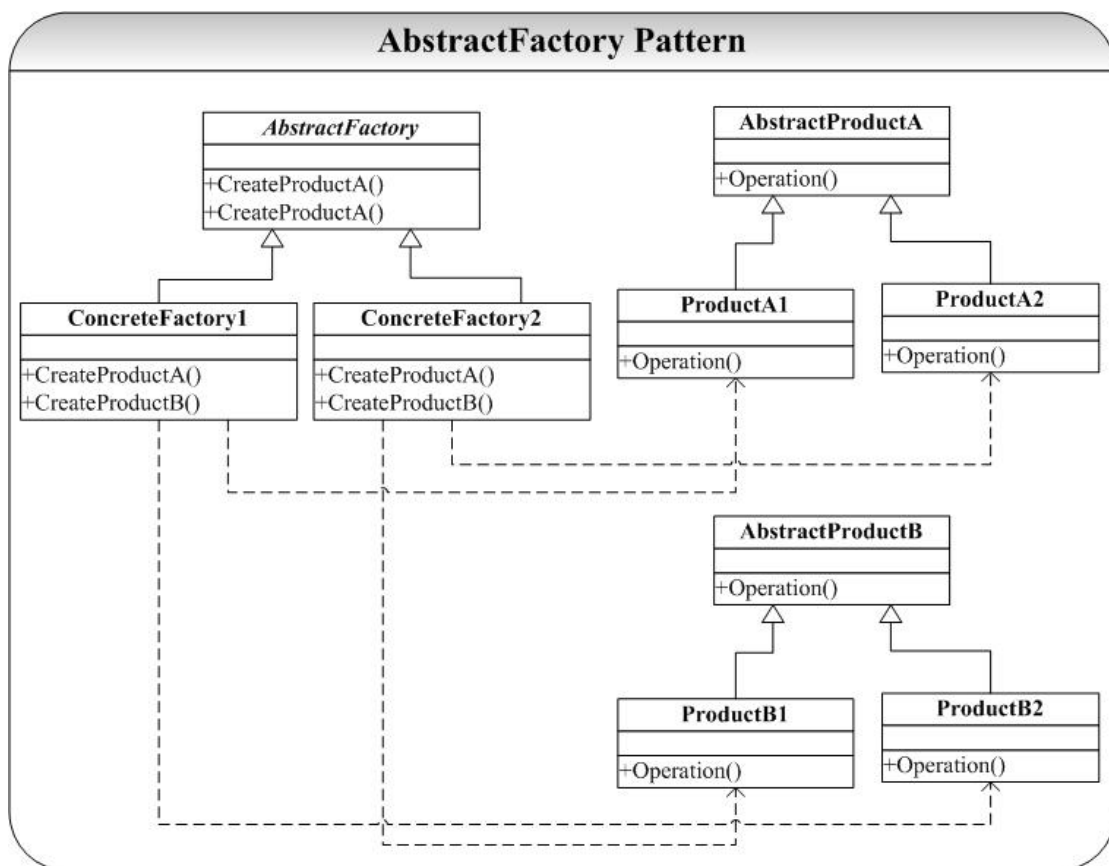 AbstractFactory Pattern
AbstractFactory
+CreateProductA()
+CreateProductA()
AbstractProductA
+Operation()
ConcreteFactory1
+CreateProductA()
+CreateProductB()
ConcreteFactory2
+CreateProductA()
+CreateProductB()
ProductA1
+Operation()
ProductA2
+Operation()
AbstractProductB
+Operation()
ProductB1
+Operation()
ProductB2
+Operation()